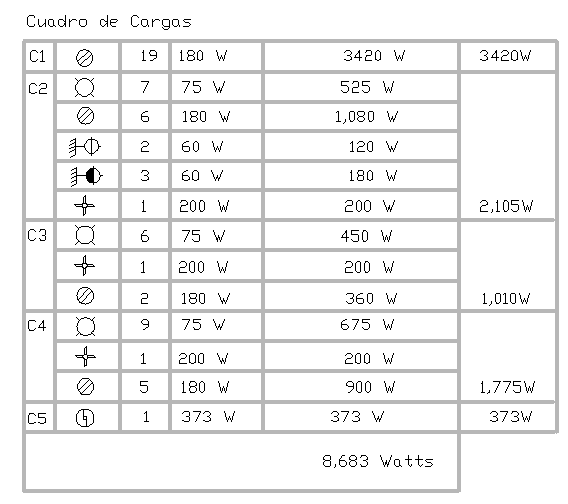 Cuadro de Cargas
C1 19 180 W 3420 W 3420W
C2 7 75 W 525 W
6 180 W 1,080 W
2 60 W 120 W
3 60 W 180 W
1 200 W 200 W 2,105W
C3 6 75 W 450 W
1 200 W 200 W
2 180 W 360 W 1,010W
C4 9 75 W 675 W
1 200 W 200 W
5 180 W 900 W 1,775W
C5 1 373 W 373 W 373W
8,683 Watts